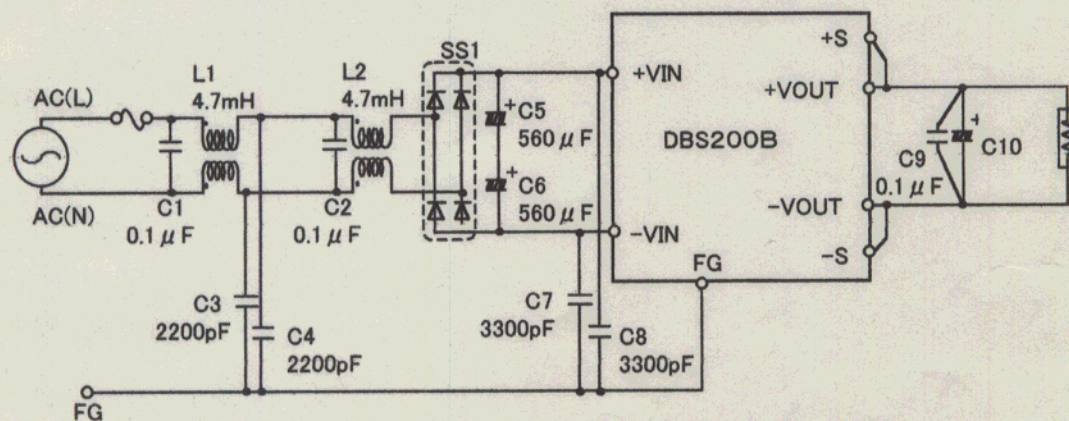 SS1
+S
L1
L2
+VIN
AC(L)
4.7mH
4.7mH
+VOUT
+
C5
560μF
DBS200B
+
C9
C10
+
C6
560μF
0.1μF
AC(N)
C1
C2
-VIN
-VOUT
0.1μF
0.1μF
FG
-S
C3
2200pF
C4
2200pF
C7
3300pF
C8
3300pF
FG